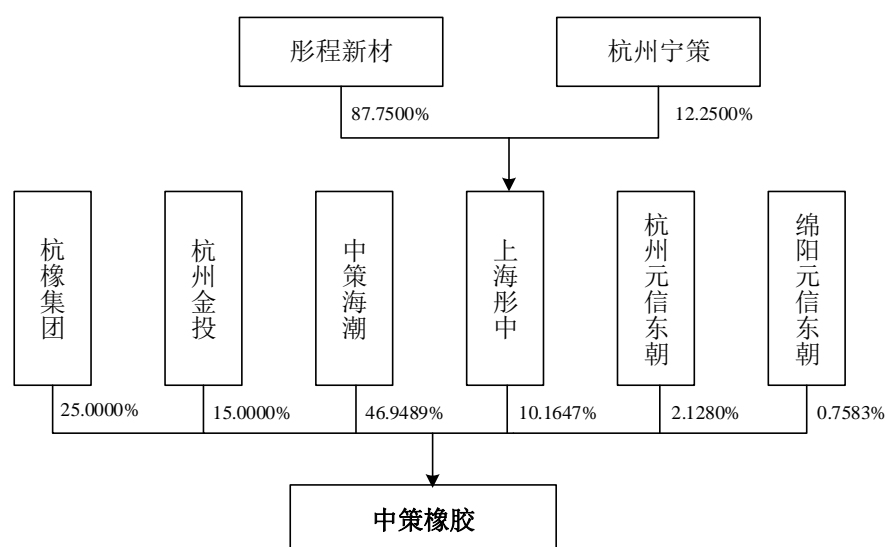 彤程新材
杭州宁策
87.7500%
12.2500%
杭橡集团
杭州金投
中策海潮
上海彤中
杭州元信东朝
绵阳元信东朝
25.0000%
15.0000%
46.9489%
10.1647%
2.1280%
0.7583%
中策橡胶